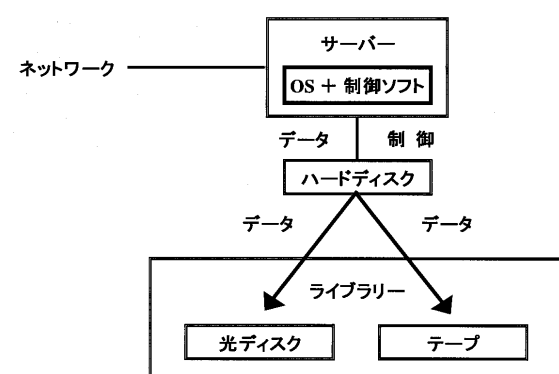 サーバー
ネットワーク
OS + 制御ソフト
データ 制 御
ハードディスク
データ データ
ライブラリー
光ディスク テープ